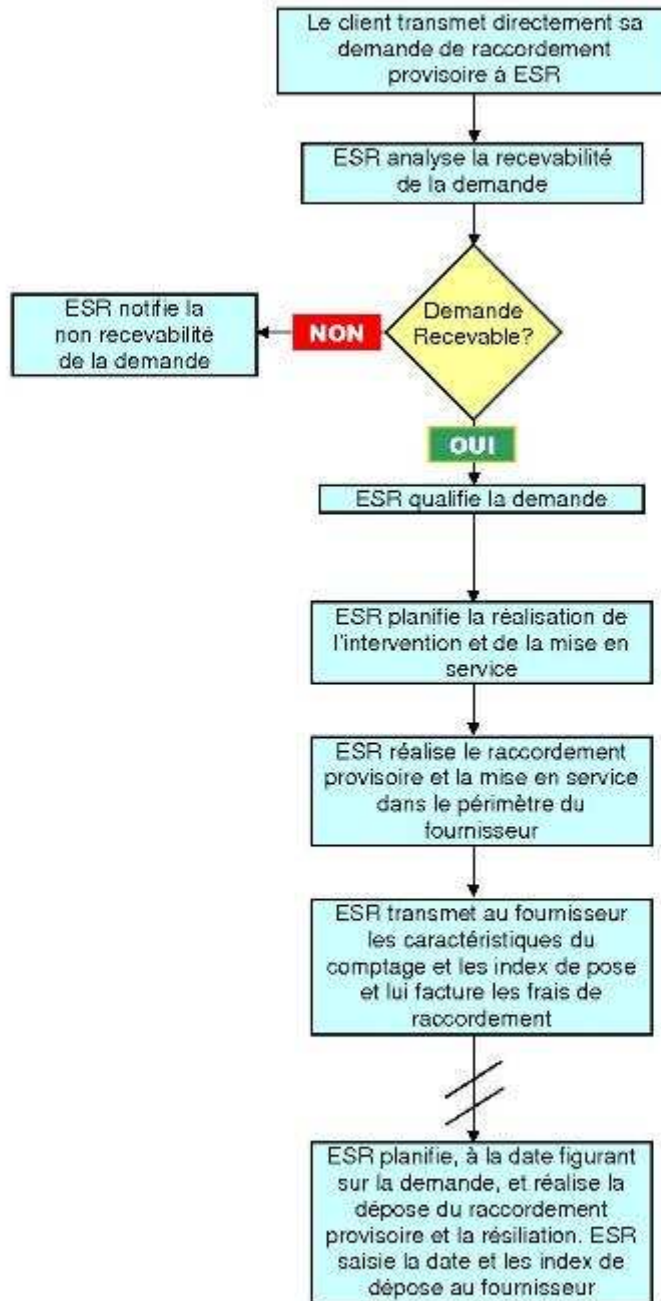 Le client transmet directement sa
demande de raccordement
provisoire à ESR
ESR analyse la recevabilité
de la demande
Demande
Recevable?
NON
ESR notifie la
non recevabilité
de la demande
OUI
ESR qualifie la demande
ESR planifie la réalisation de
l'intervention et de la mise en
service
ESR réalise le raccordement
provisoire et la mise en service
dans le périmètre du
fournisseur
ESR transmet au fournisseur
les caractéristiques du
comptage et les index de pose
et lui facture les frais de
raccordement
ESR planifie, à la date figurant
sur la demande, et réalise la
dépose du raccordement
provisoire et la résiliation. ESR
saisie la date et les index de
dépose au fournisseur